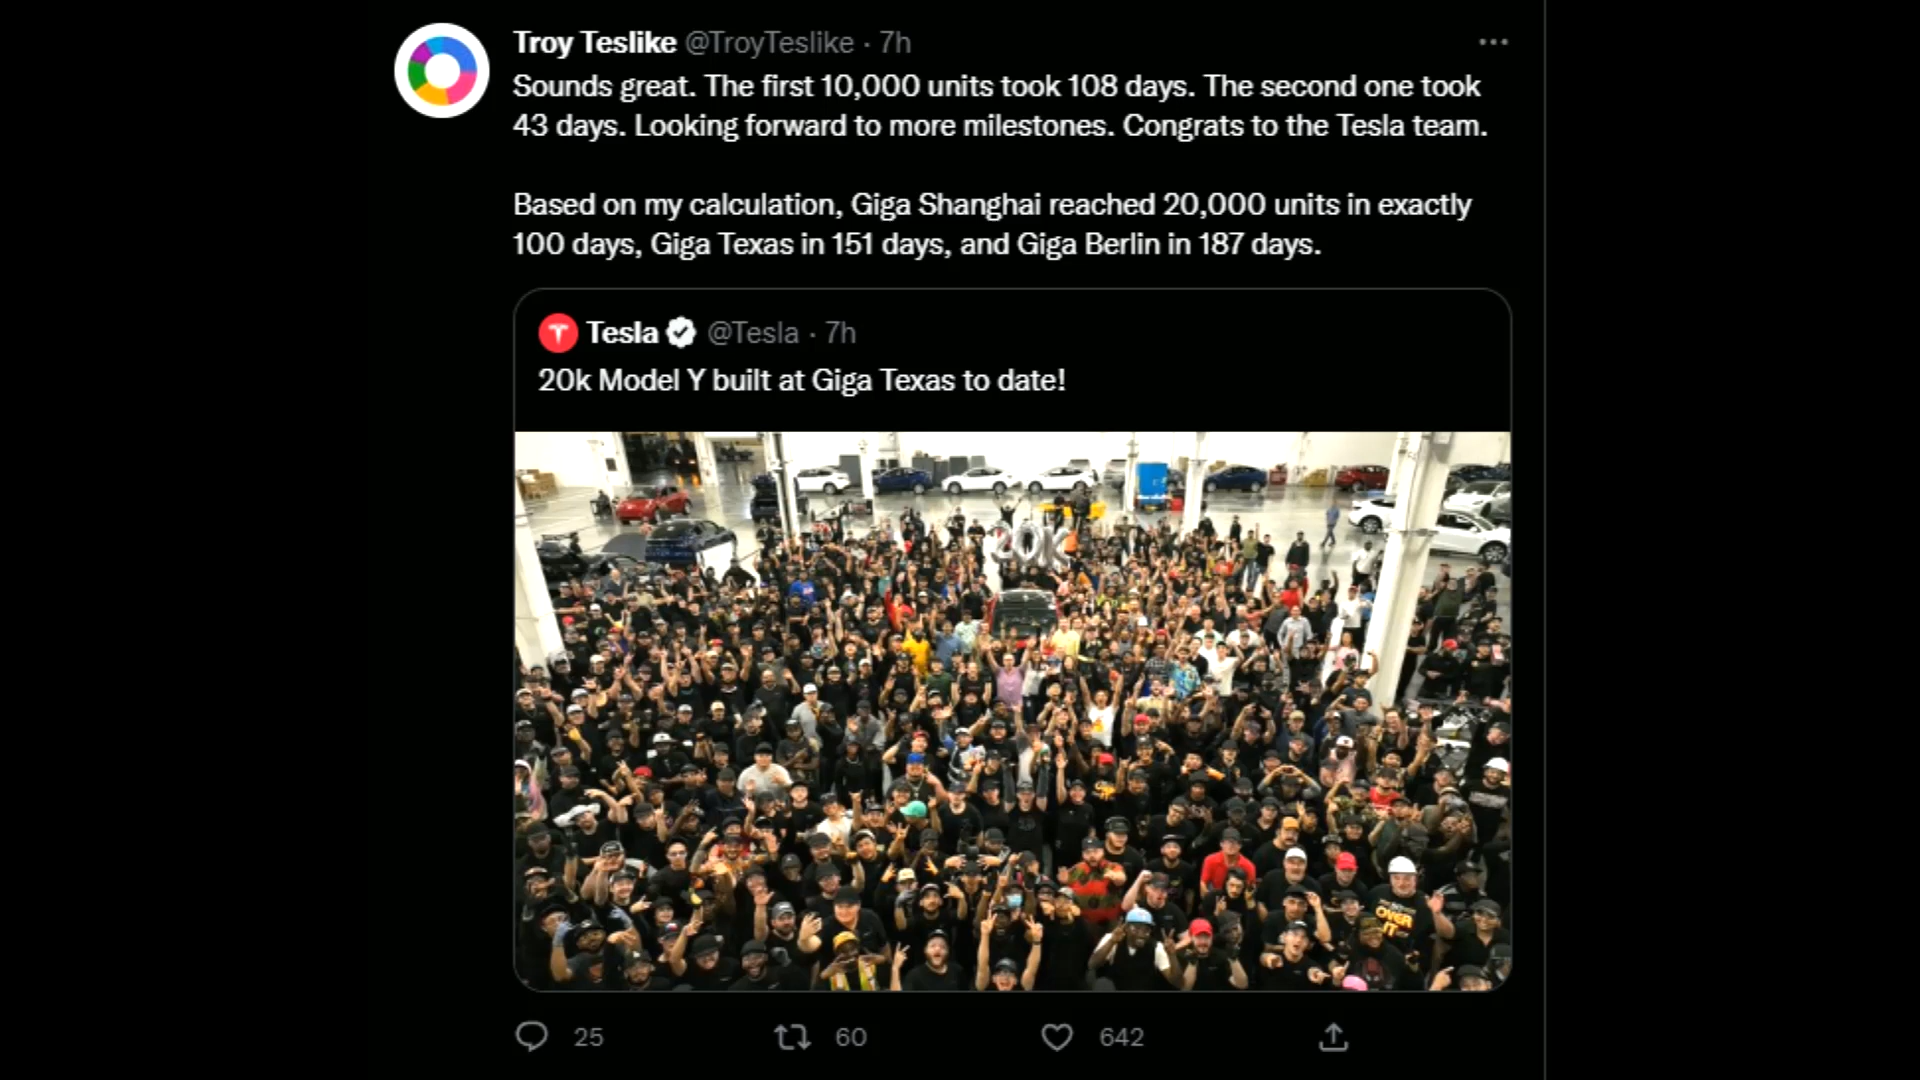 Troy Teslike @TroyTeslike · 7h
Sounds great. The first 10,000 units took 108 days. The second one took
43 days. Looking forward to more milestones. Congrats to the Tesla team.
Based on my calculation, Giga Shanghai reached 20,000 units in exactly
100 days, Giga Texas in 151 days, and Giga Berlin in 187 days.
Tesla @Tesla · 7h
20k Model Y built at Giga Texas to date!
20K
OVER
IT
25 60 642